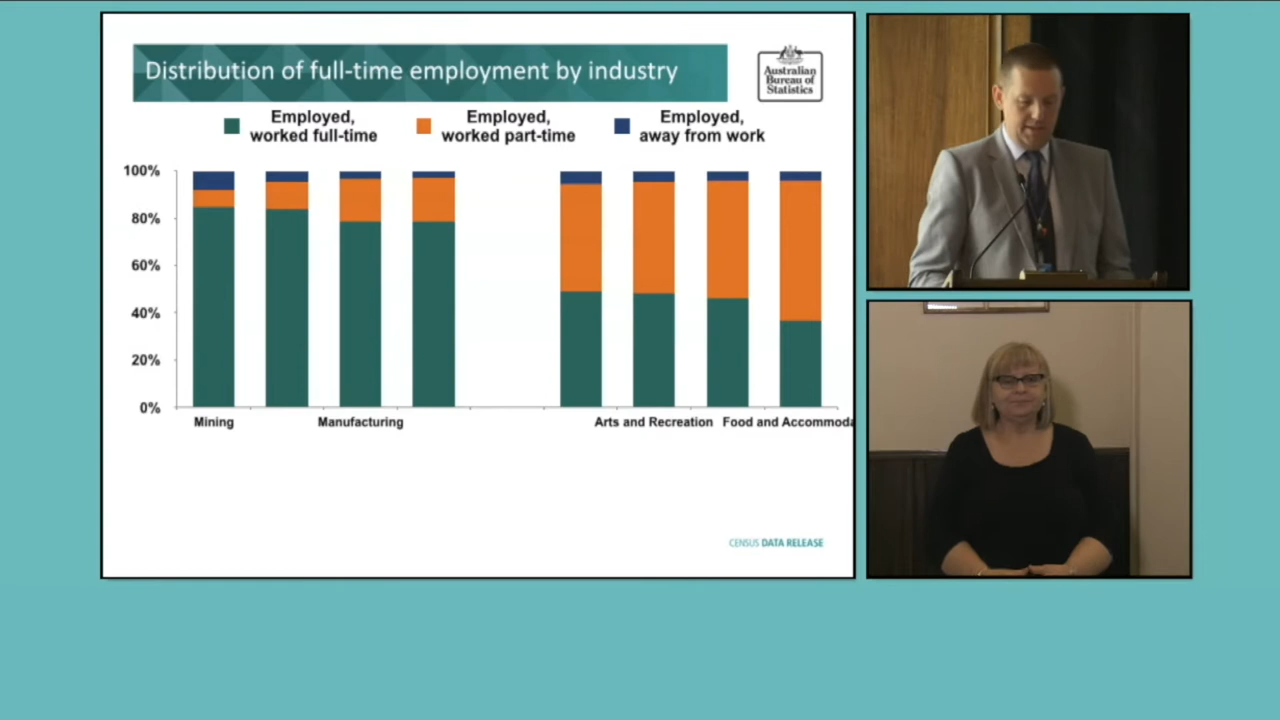 Distribution of full-time employment by industry
Australian
Bureau of
Statistics
Employed,
worked full-time
Employed,
worked part-time
Employed,
away from work
100%
80%
60%
40%
20%
0%
Mining
Manufacturing
Arts and Recreation
Food and Accommoda
CENSUS DATA RELEASE